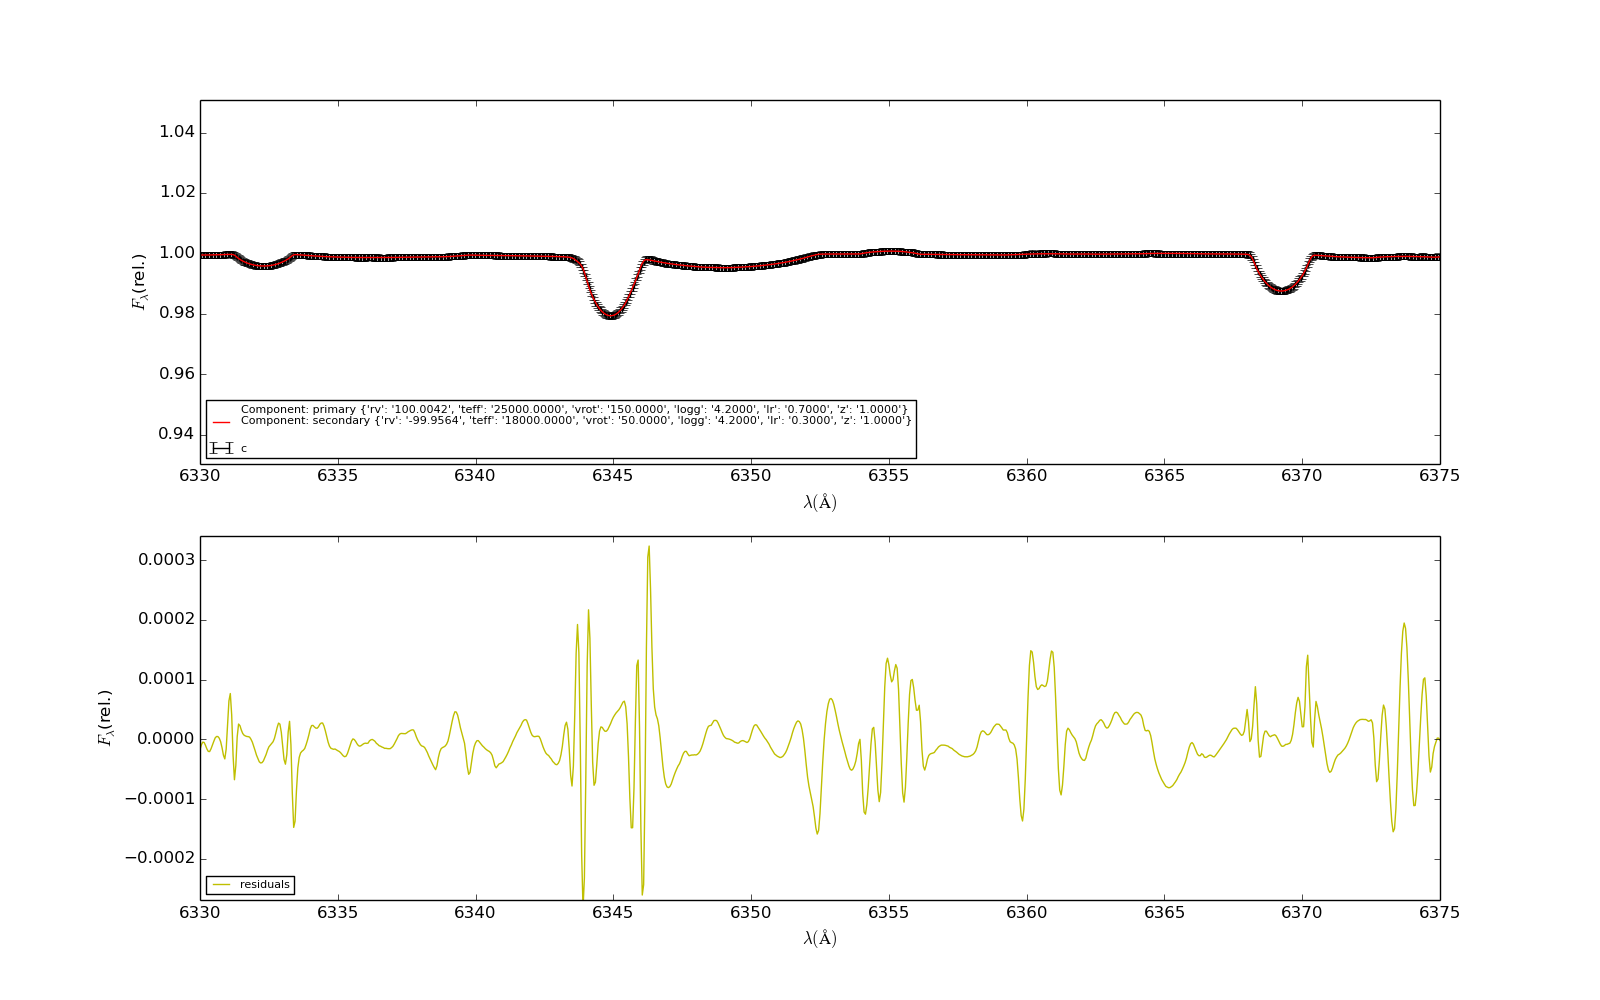 1.04
1.02
1.00
0.98
0.96
0.94
F_λ(rel.)
Component: primary {'rv': '100.0042', 'teff': '25000.0000', 'vrot': '150.0000', 'logg': '4.2000', 'lr': '0.7000', 'z': '1.0000'}
Component: secondary {'rv': '-99.9564', 'teff': '18000.0000', 'vrot': '50.0000', 'logg': '4.2000', 'lr': '0.3000', 'z': '1.0000'}
c
6330 6335 6340 6345 6350 6355 6360 6365 6370 6375
λ(Å)
0.0003
0.0002
0.0001
0.0000
−0.0001
−0.0002
F_λ(rel.)
residuals
6330 6335 6340 6345 6350 6355 6360 6365 6370 6375
λ(Å)